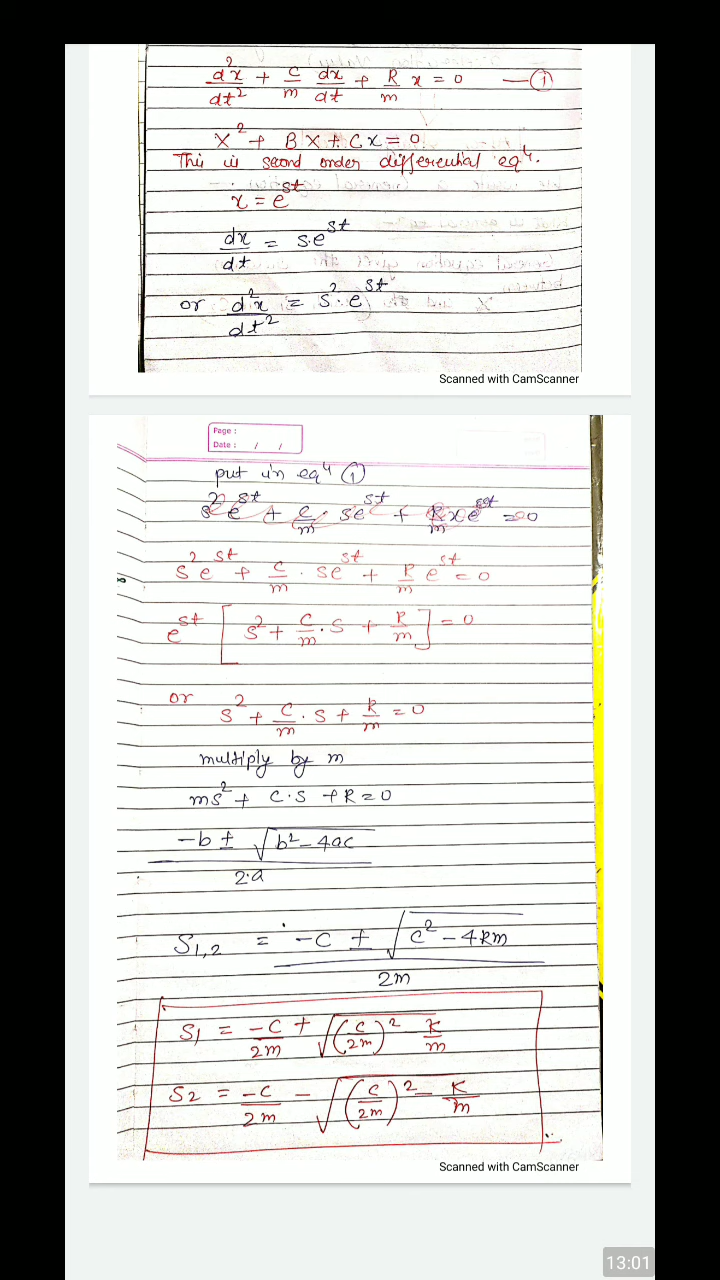 d²x/dt² + c/m dx/dt + R/m x = 0 — ①
X² + BX + Cx = 0
This is second order differential eqⁿ.
x = e^st
dx/dt = s.e^st
or d²x/dt² = s².e^st
Scanned with CamScanner
Page :
Date : / /
put in eqⁿ ①
s²e^st + c/m se^st + R/m xe^st = 0
s²e^st + c/m . se^st + R/m e^st = 0
e^st [ s² + c/m . s + R/m ] = 0
or s² + c/m . s + R/m = 0
multiply by m
ms² + c.s + R = 0
-b ± √(b² - 4ac) / 2.a
S1,2 = -c ± √(c² - 4Rm) / 2m
S1 = -c/2m + √(c/2m)² K/m
S2 = -c/2m - √(c/2m)² - K/m
Scanned with CamScanner
13:01